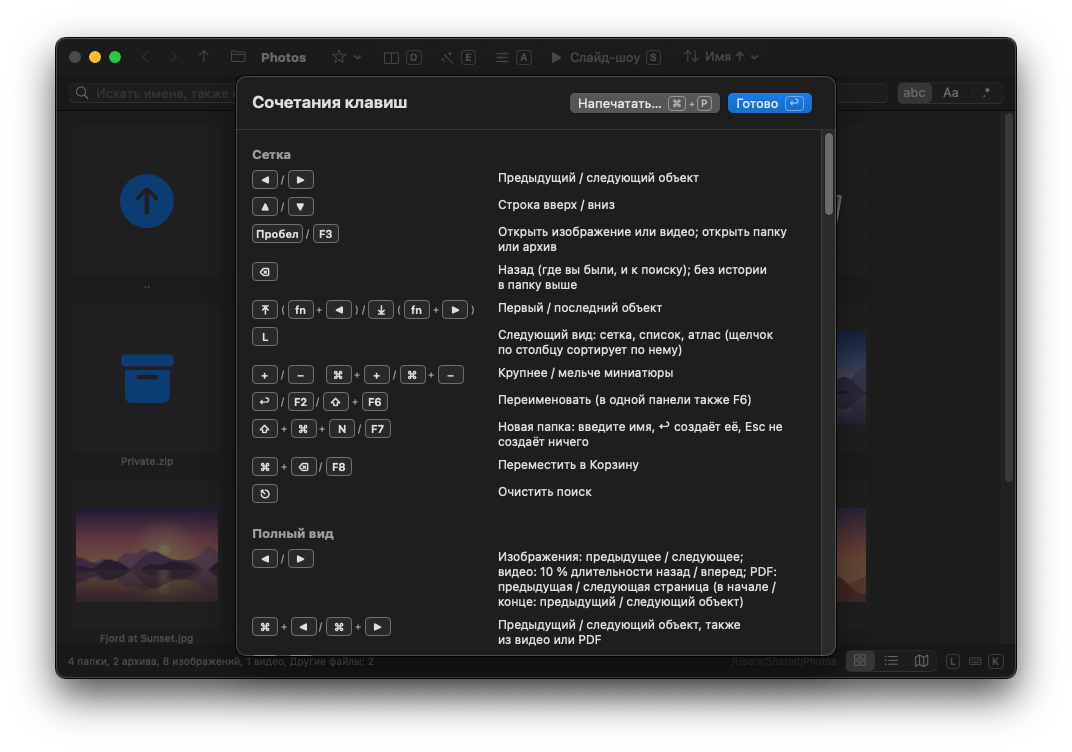 Photos D E A Слайд-шоу S Имя
Искать имена, также abc Aa .*
Сочетания клавиш Напечатать... ⌘ + P Готово ↩
Сетка
◀ / ▶ Предыдущий / следующий объект
▲ / ▼ Строка вверх / вниз
Пробел / F3 Открыть изображение или видео; открыть папку
или архив
⌫ Назад (где вы были, и к поиску); без истории
в папку выше
⤒ ( fn + ◀ ) / ⤓ ( fn + ▶ ) Первый / последний объект
L Следующий вид: сетка, список, атлас (щелчок
по столбцу сортирует по нему)
+ / − ⌘ + + / ⌘ + − Крупнее / мельче миниатюры
↩ / F2 / ⇧ + F6 Переименовать (в одной панели также F6)
⇧ + ⌘ + N / F7 Новая папка: введите имя, ↩ создаёт её, Esc не
создаёт ничего
⌘ + ⌫ / F8 Переместить в Корзину
⎋ Очистить поиск
Полный вид
◀ / ▶ Изображения: предыдущее / следующее;
видео: 10 % длительности назад / вперед; PDF:
предыдущая / следующая страница (в начале /
конце: предыдущий / следующий объект)
⌘ + ◀ / ⌘ + ▶ Предыдущий / следующий объект, также
из видео или PDF
..
Private.zip
Fjord at Sunset.jpg
4 папки, 2 архива, 8 изображений, 1 видео, Другие файлы: 2 /Users/Shared/Photos L K